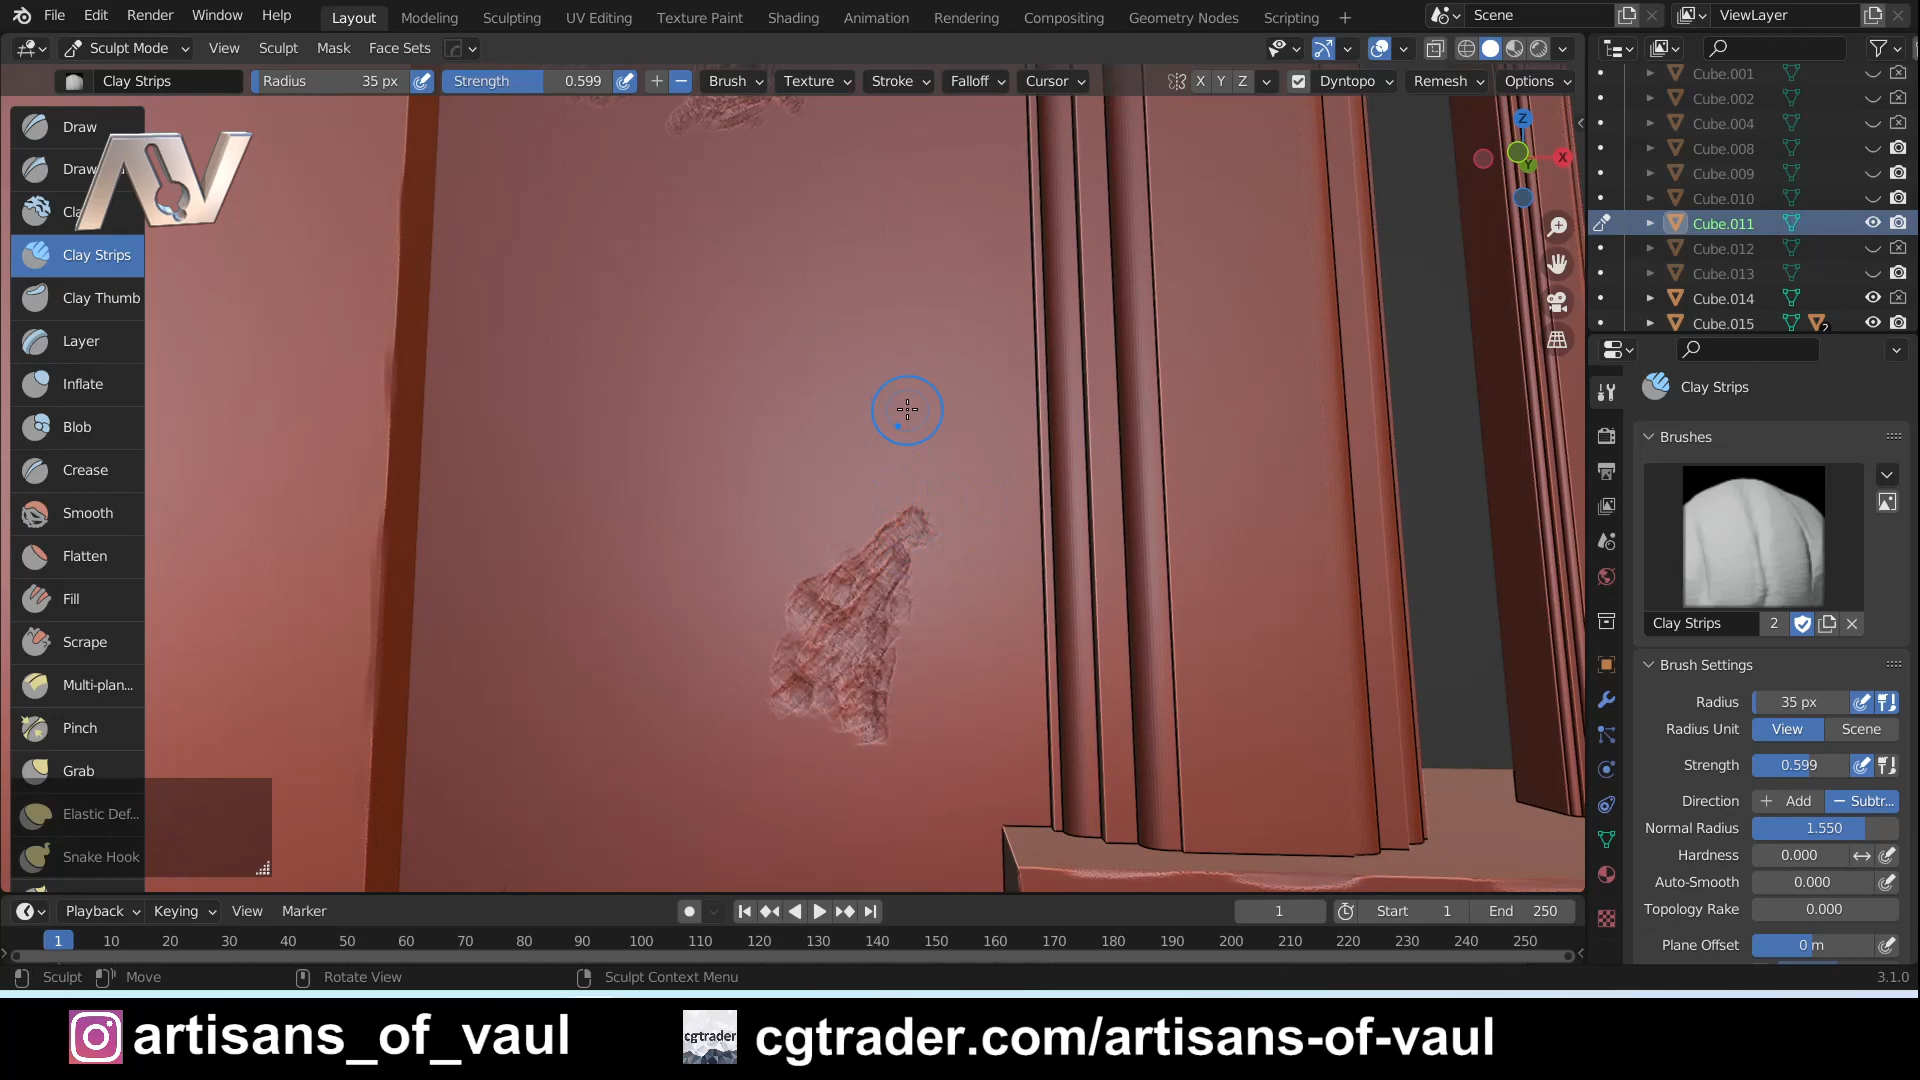 File Edit Render Window Help Layout Modeling Sculpting UV Editing Texture Paint Shading Animation Rendering Compositing Geometry Nodes Scripting + Scene ViewLayer
Sculpt Mode View Sculpt Mask Face Sets
Clay Strips Radius 35 px Strength 0.599 Brush Texture Stroke Falloff Cursor X Y Z Dyntopo Remesh Options
Cube.001
Cube.002
Cube.004
Cube.008
Cube.009
Cube.010
Cube.011
Cube.012
Cube.013
Cube.014
Cube.015 2
Z
X
Y
Draw
Draw
AV
Cla
Clay Strips
Clay Thumb
Layer
Inflate
Blob
Crease
Smooth
Flatten
Fill
Scrape
Multi-plan...
Pinch
Grab
Elastic Def...
Snake Hook
Clay Strips
Brushes
Clay Strips 2
Brush Settings
Radius 35 px
Radius Unit View Scene
Strength 0.599
Direction + Add − Subtr...
Normal Radius 1.550
Hardness 0.000
Auto-Smooth 0.000
Topology Rake 0.000
Plane Offset 0 m
Playback Keying View Marker 1 Start 1 End 250
1 10 20 30 40 50 60 70 80 90 100 110 120 130 140 150 160 170 180 190 200 210 220 230 240 250
Sculpt Move Rotate View Sculpt Context Menu 3.1.0
artisans_of_vaul cgtrader cgtrader.com/artisans-of-vaul